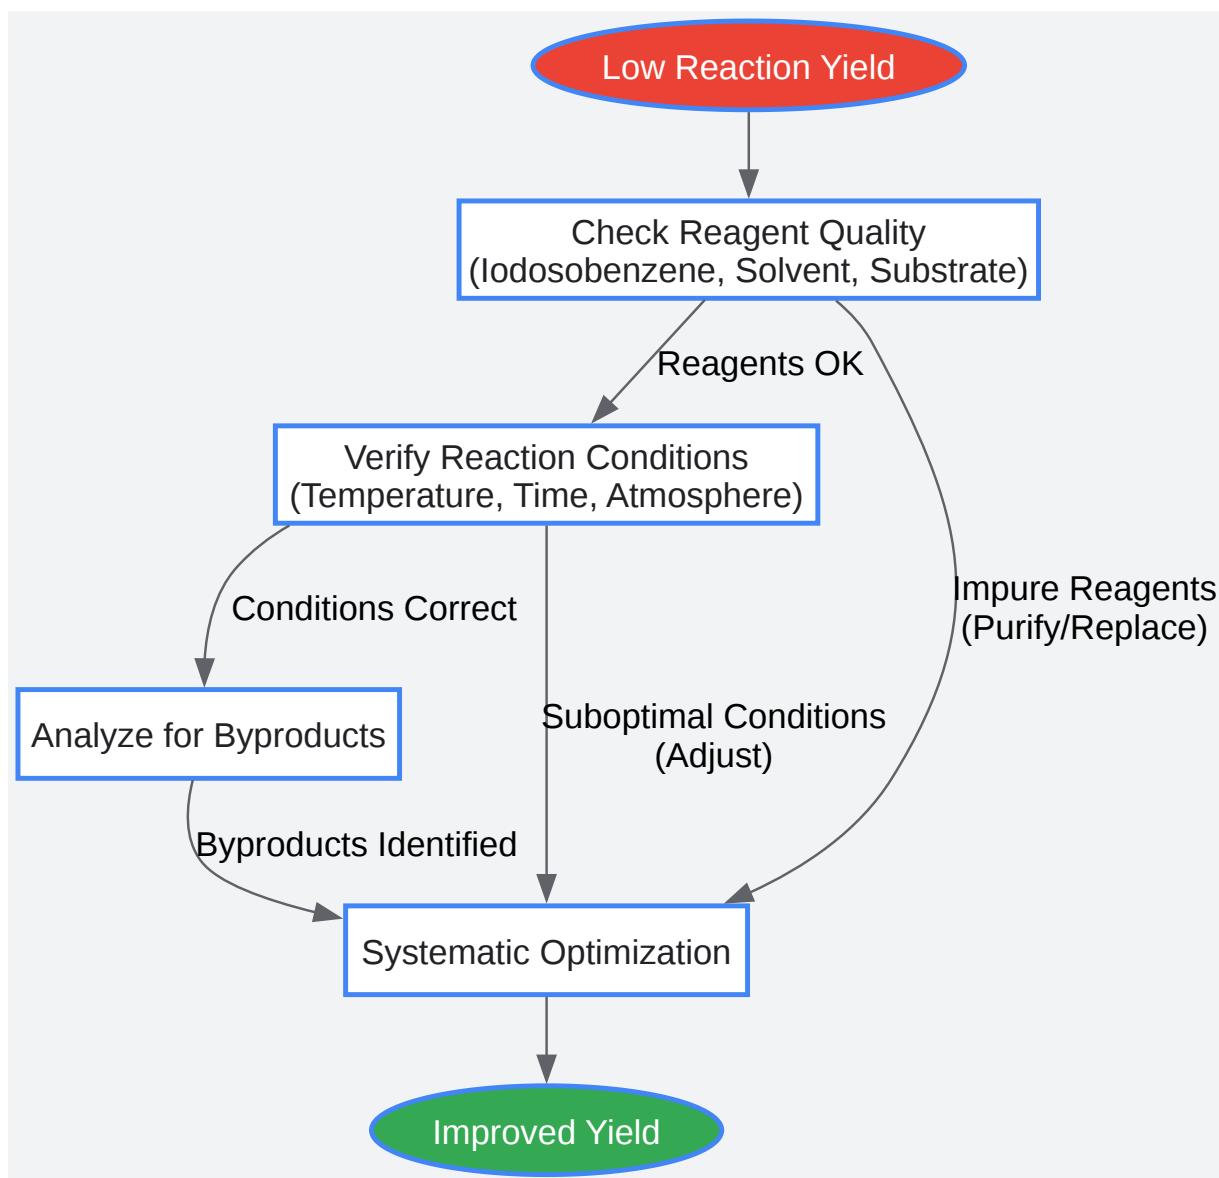 Low Reaction Yield
Check Reagent Quality
(Iodosobenzene, Solvent, Substrate)
Reagents OK
Verify Reaction Conditions
(Temperature, Time, Atmosphere)
Conditions Correct
Impure Reagents
(Purify/Replace)
Analyze for Byproducts
Suboptimal Conditions
(Adjust)
Byproducts Identified
Systematic Optimization
Improved Yield